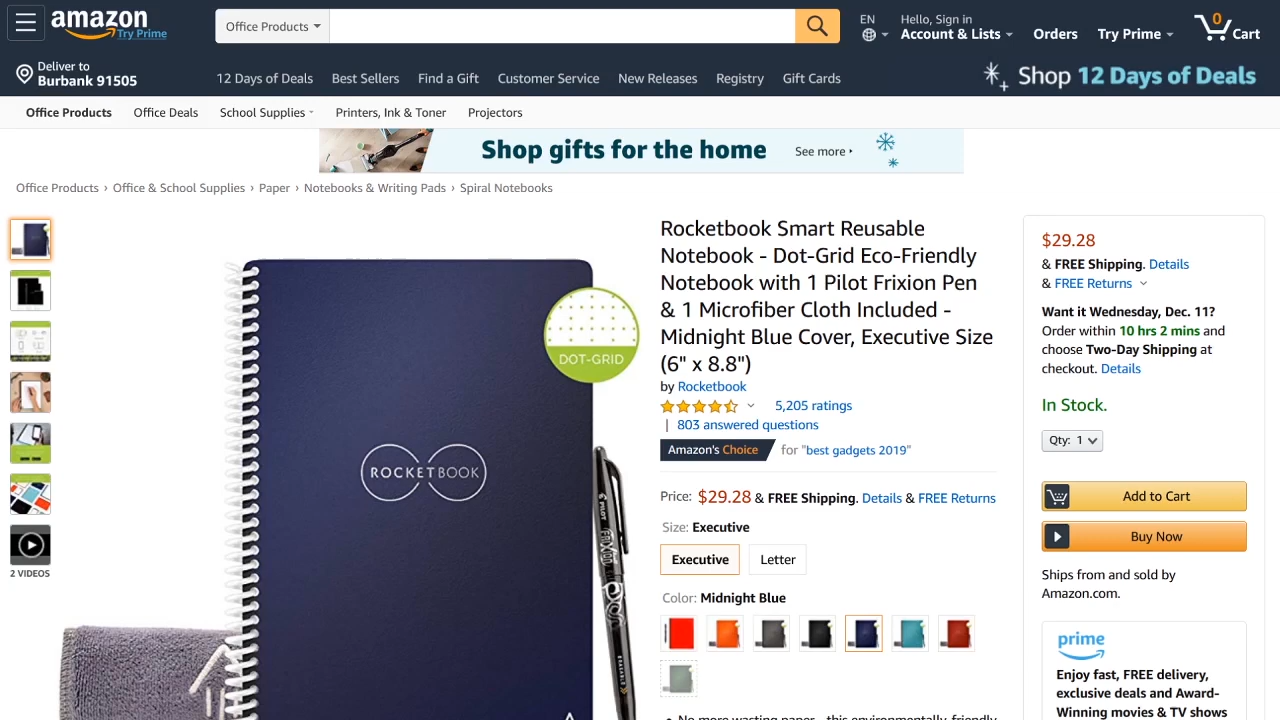 amazon
Try Prime
Office Products
EN
Hello, Sign in
Account & Lists
Orders
Try Prime
0
Cart
Deliver to
Burbank 91505
12 Days of Deals
Best Sellers
Find a Gift
Customer Service
New Releases
Registry
Gift Cards
Shop 12 Days of Deals
Office Products
Office Deals
School Supplies
Printers, Ink & Toner
Projectors
Shop gifts for the home
See more
Office Products › Office & School Supplies › Paper › Notebooks & Writing Pads › Spiral Notebooks
2 VIDEOS
DOT-GRID
ROCKETBOOK
PILOT
Rocketbook Smart Reusable
Notebook - Dot-Grid Eco-Friendly
Notebook with 1 Pilot Frixion Pen
& 1 Microfiber Cloth Included -
Midnight Blue Cover, Executive Size
(6" x 8.8")
by Rocketbook
5,205 ratings
| 803 answered questions
Amazon's Choice for "best gadgets 2019"
Price: $29.28 & FREE Shipping. Details & FREE Returns
Size: Executive
Executive
Letter
Color: Midnight Blue
No more wasting paper - this environmentally-friendly
$29.28
& FREE Shipping. Details
& FREE Returns
Want it Wednesday, Dec. 11?
Order within 10 hrs 2 mins and
choose Two-Day Shipping at
checkout. Details
In Stock.
Qty: 1
Add to Cart
Buy Now
Ships from and sold by
Amazon.com.
prime
Enjoy fast, FREE delivery,
exclusive deals and Award-
Winning movies & TV shows